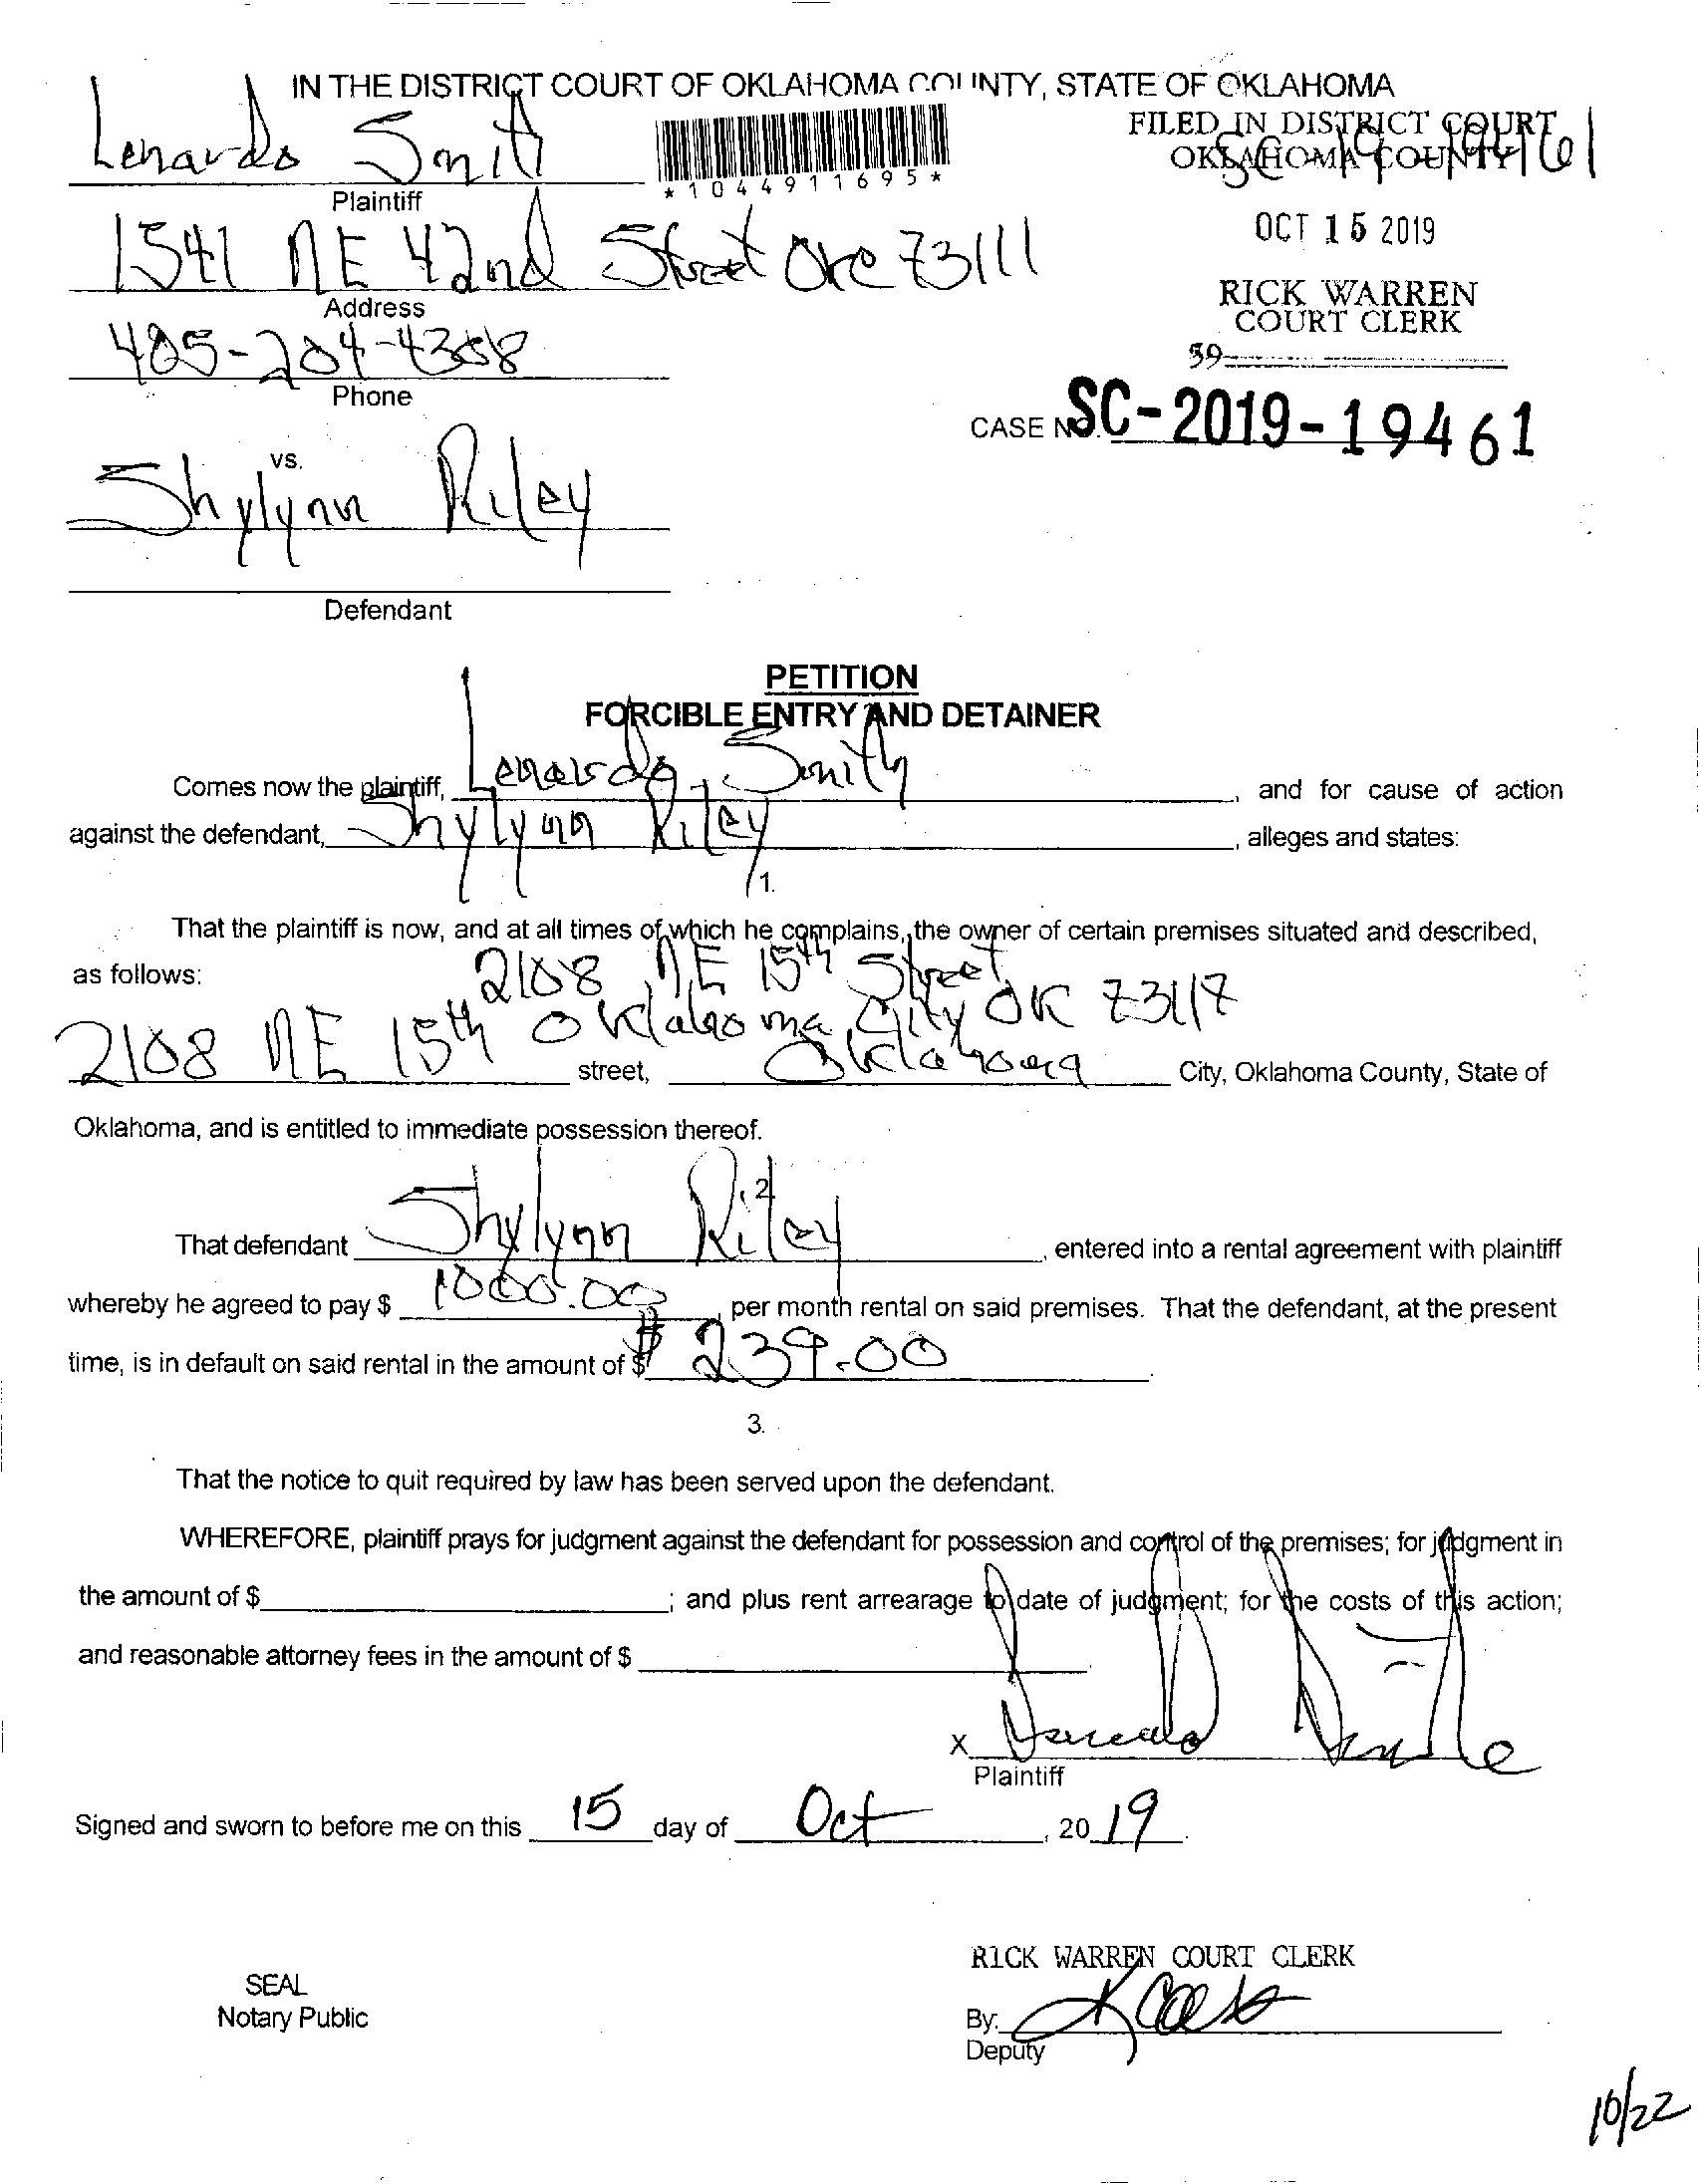 IN THE DISTRICT COURT OF OKLAHOMA COUNTY, STATE OF OKLAHOMA
Lenardo Smith
*1044911695*
FILED IN DISTRICT COURT
OKLAHOMA COUNTY
SC 19 19461
Plaintiff
OCT 15 2019
1541 NE 42nd Street OKC 73111
Address
RICK WARREN
COURT CLERK
405-204-4308
39
Phone
CASE NO. SC-2019-19461
vs.
Shylynn Riley
Defendant
PETITION
FORCIBLE ENTRY AND DETAINER
Comes now the plaintiff, Lenardo Smith, and for cause of action
against the defendant, Shylynn Riley, alleges and states:
1.
That the plaintiff is now, and at all times of which he complains, the owner of certain premises situated and described,
as follows: 2108 NE 15th Street
Oklahoma City OK 73117
2108 NE 15th street, Oklahoma City, Oklahoma County, State of
Oklahoma, and is entitled to immediate possession thereof.
2.
That defendant Shylynn Riley, entered into a rental agreement with plaintiff
whereby he agreed to pay $ 1000.00, per month rental on said premises. That the defendant, at the present
time, is in default on said rental in the amount of $ $ 239.00.
3.
That the notice to quit required by law has been served upon the defendant.
WHEREFORE, plaintiff prays for judgment against the defendant for possession and control of the premises; for judgment in
the amount of $; and plus rent arrearage to date of judgment; for the costs of this action;
and reasonable attorney fees in the amount of $
X
Plaintiff
Signed and sworn to before me on this 15 day of Oct, 20 19.
RICK WARREN COURT CLERK
SEAL
Notary Public
By:
Deputy
10/22